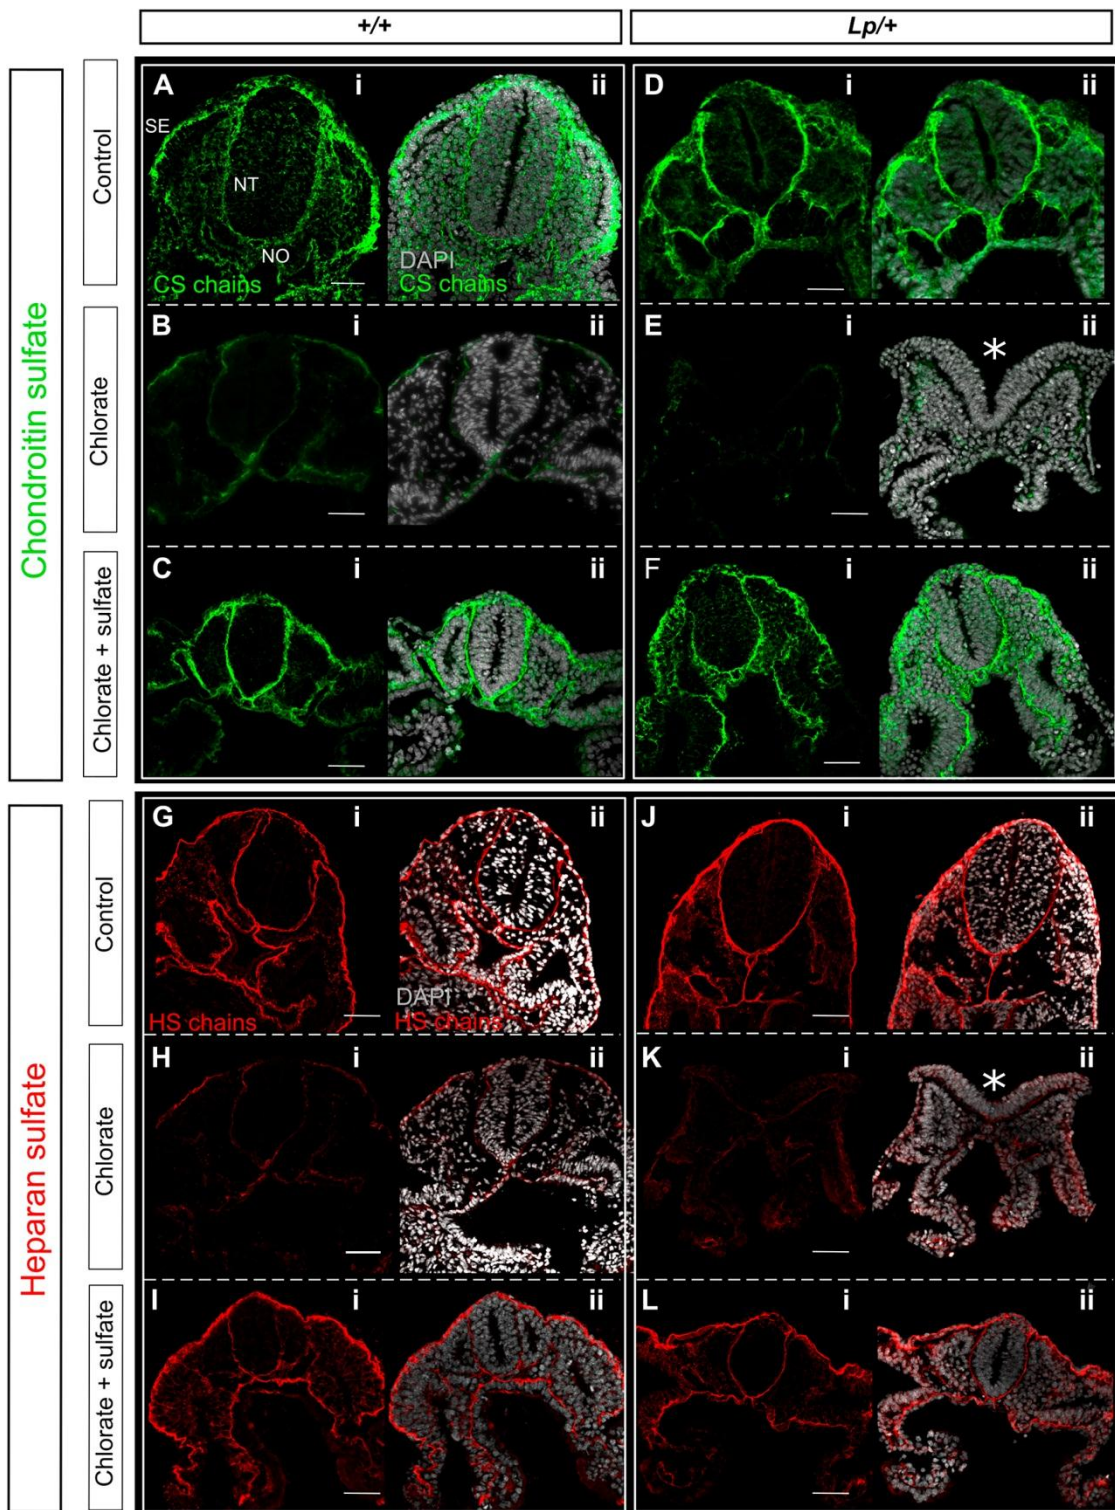 +/+
Lp/+
Chondroitin sulfate
Control
A
i
ii
SE
NT
NO
CS chains
DAPI
CS chains
D
i
ii
Chlorate
B
i
ii
E
i
ii
*
Chlorate + sulfate
C
i
ii
F
i
ii
Heparan sulfate
Control
G
i
ii
HS chains
DAPI
HS chains
J
i
ii
Chlorate
H
i
ii
K
i
ii
*
Chlorate + sulfate
I
i
ii
L
i
ii